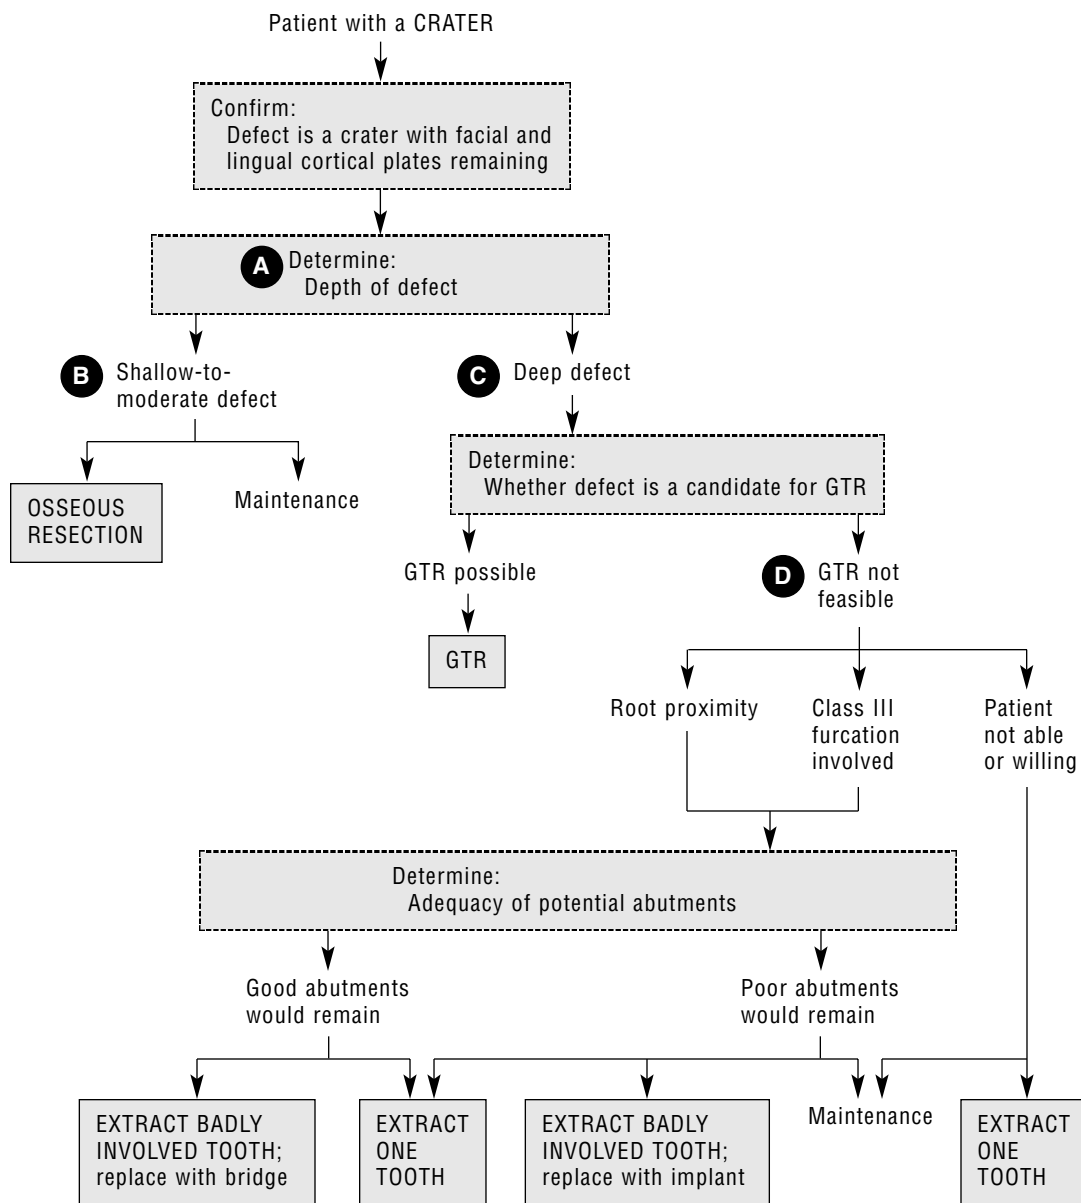 Patient with a CRATER
Confirm:
Defect is a crater with facial and
lingual cortical plates remaining
A
Determine:
Depth of defect
B
Shallow-to-
moderate defect
C
Deep defect
Determine:
Whether defect is a candidate for GTR
OSSEOUS
RESECTION
Maintenance
GTR possible
D
GTR not
feasible
GTR
Root proximity
Class III
furcation
involved
Patient
not able
or willing
Determine:
Adequacy of potential abutments
Good abutments
would remain
Poor abutments
would remain
EXTRACT BADLY
INVOLVED TOOTH;
replace with bridge
EXTRACT
ONE
TOOTH
EXTRACT BADLY
INVOLVED TOOTH;
replace with implant
Maintenance
EXTRACT
ONE
TOOTH